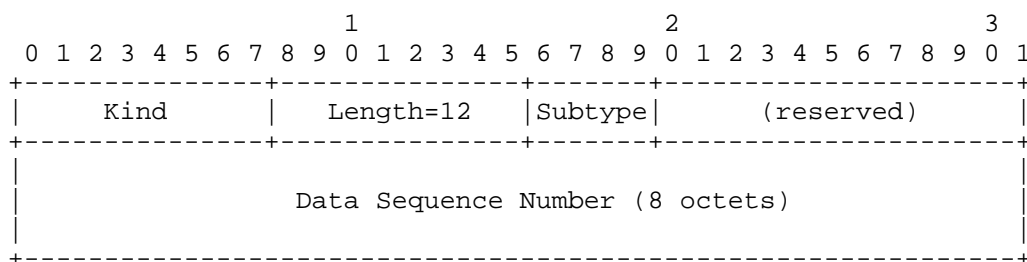 1                   2                   3
 0 1 2 3 4 5 6 7 8 9 0 1 2 3 4 5 6 7 8 9 0 1 2 3 4 5 6 7 8 9 0 1
+---------------+---------------+-------+----------------------+
|     Kind      |   Length=12   |Subtype|      (reserved)      |
+---------------+---------------+-------+----------------------+
|                                                              |
|                 Data Sequence Number (8 octets)              |
|                                                              |
+--------------------------------------------------------------+